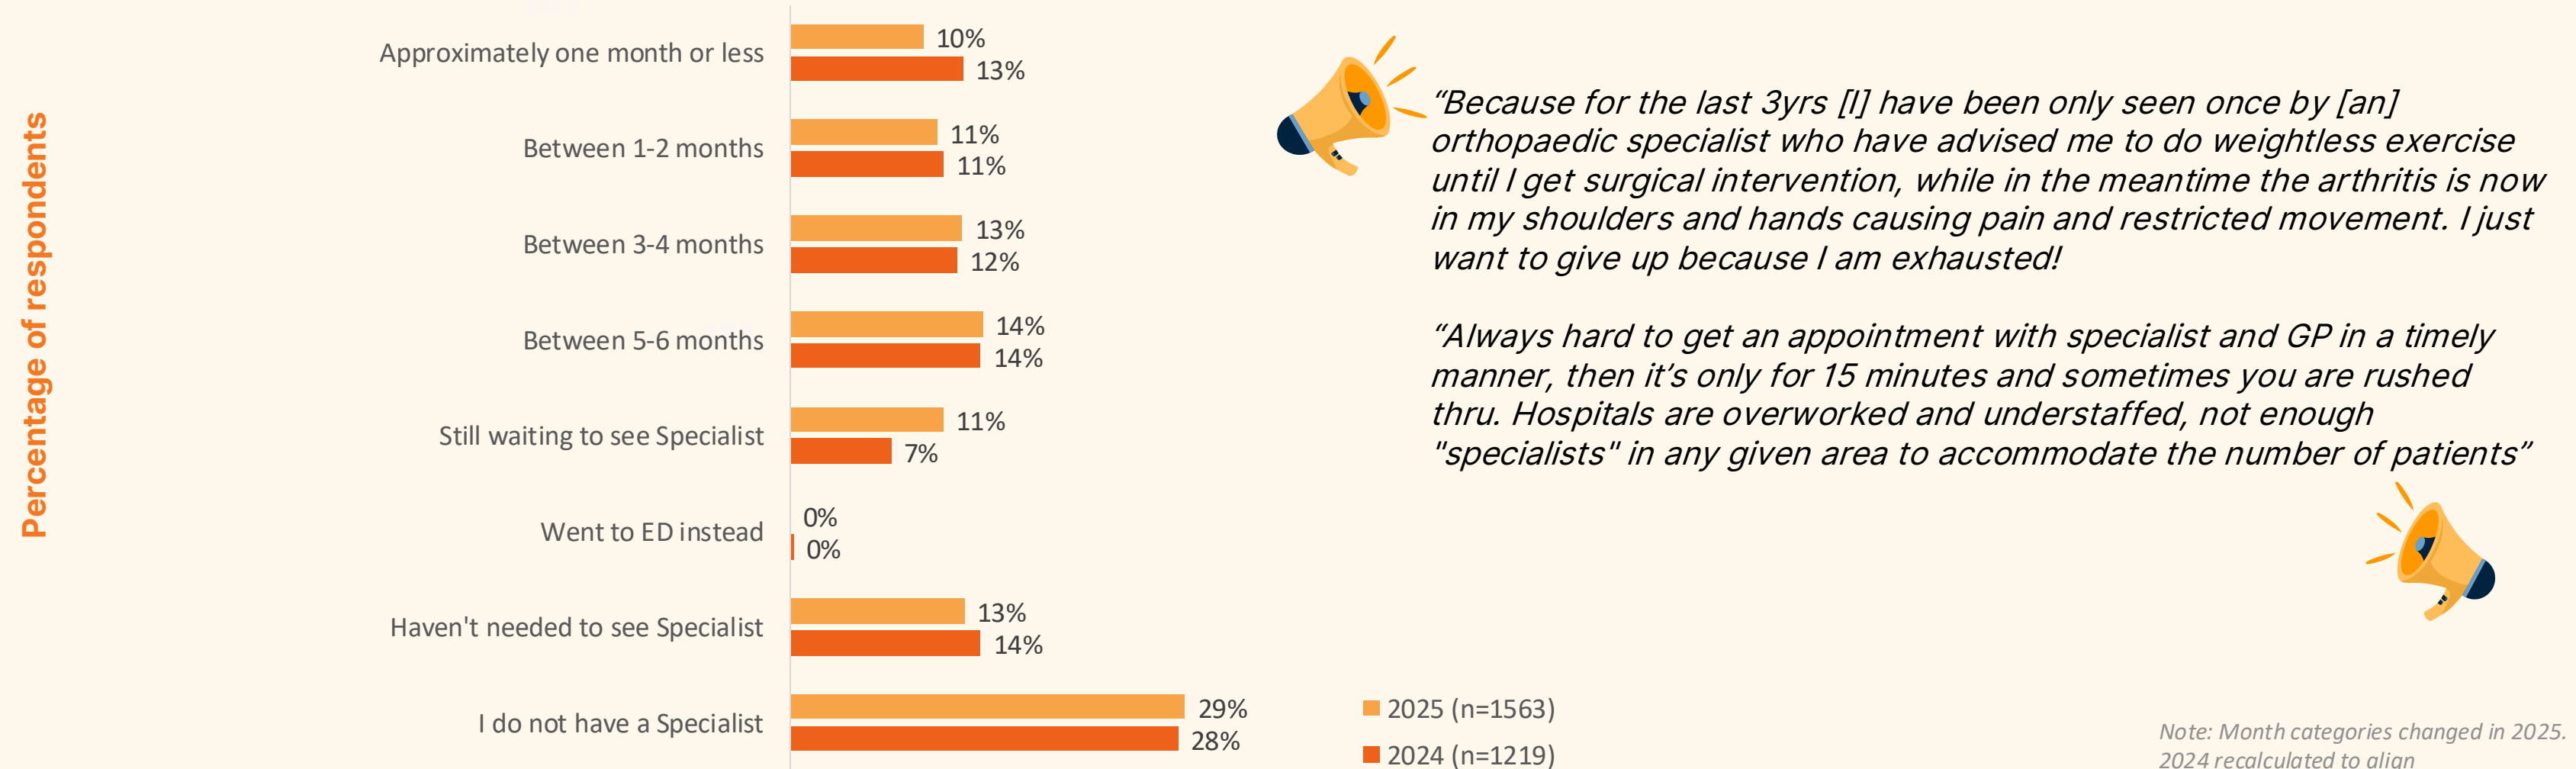 Percentage of respondents
Approximately one month or less
10%
13%
Between 1-2 months
11%
11%
Between 3-4 months
13%
12%
Between 5-6 months
14%
14%
Still waiting to see Specialist
11%
7%
Went to ED instead
0%
0%
Haven't needed to see Specialist
13%
14%
I do not have a Specialist
29%
28%
2025 (n=1563)
2024 (n=1219)
“Because for the last 3yrs [I] have been only seen once by [an]
orthopaedic specialist who have advised me to do weightless exercise
until I get surgical intervention, while in the meantime the arthritis is now
in my shoulders and hands causing pain and restricted movement. I just
want to give up because I am exhausted!
“Always hard to get an appointment with specialist and GP in a timely
manner, then it’s only for 15 minutes and sometimes you are rushed
thru. Hospitals are overworked and understaffed, not enough
"specialists" in any given area to accommodate the number of patients”
Note: Month categories changed in 2025.
2024 recalculated to align